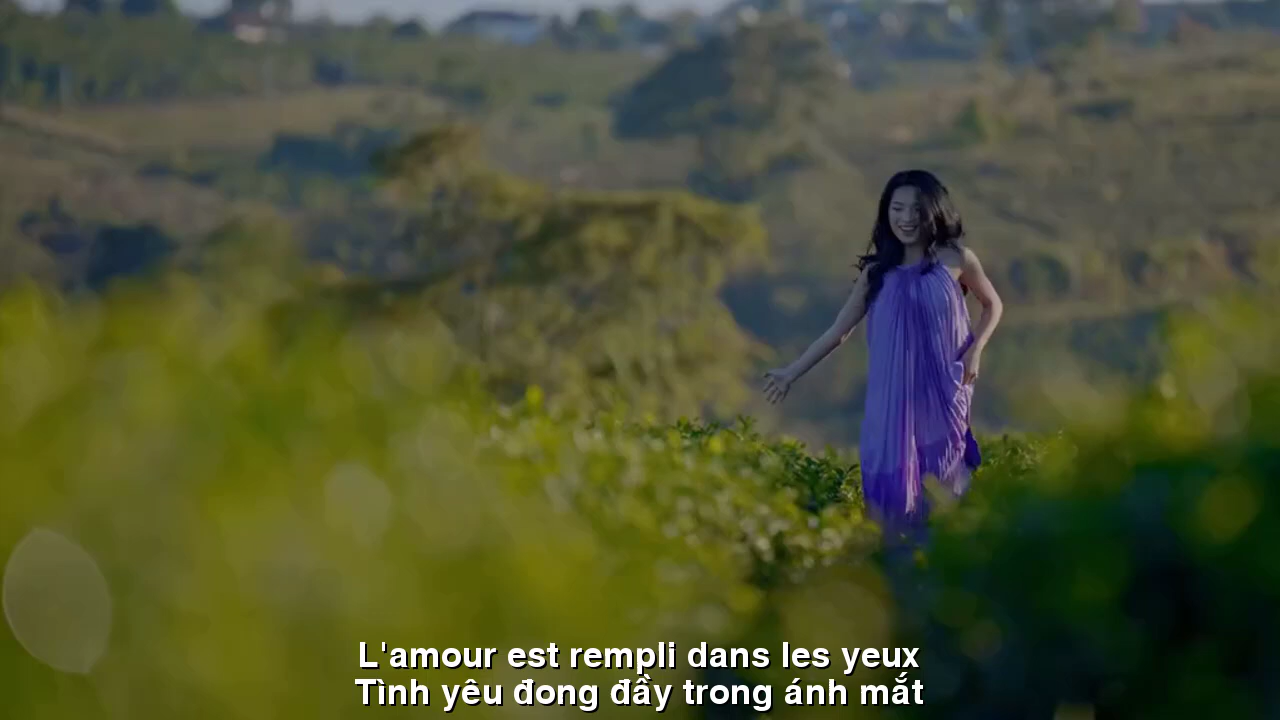 L'amour est rempli dans les yeux
Tình yêu đong đầy trong ánh mắt